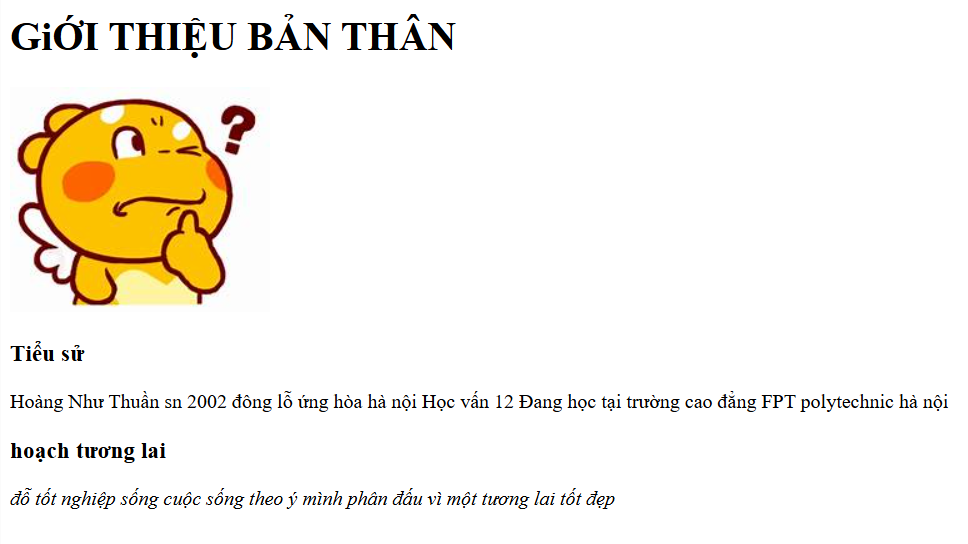 GiỚI THIỆU BẢN THÂN
?
Tiểu sử
Hoàng Như Thuần sn 2002 đông lỗ ứng hòa hà nội Học vấn 12 Đang học tại trường cao đẳng FPT polytechnic hà nội
hoạch tương lai
đỗ tốt nghiệp sống cuộc sống theo ý mình phân đấu vì một tương lai tốt đẹp